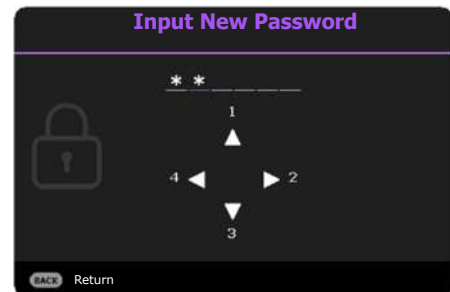 Input New Password
* * _ _ _ _
1
4 2
3
BACK Return